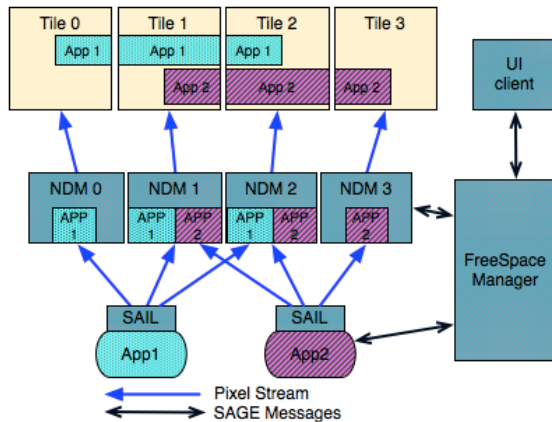 Tile 0
Tile 1
Tile 2
Tile 3
App 1
App 1
App 1
App 2
App 2
App 2
UI
client
NDM 0
NDM 1
NDM 2
NDM 3
APP
1
APP
1
APP
2
APP
1
APP
2
APP
2
FreeSpace
Manager
SAIL
SAIL
App1
App2
Pixel Stream
SAGE Messages